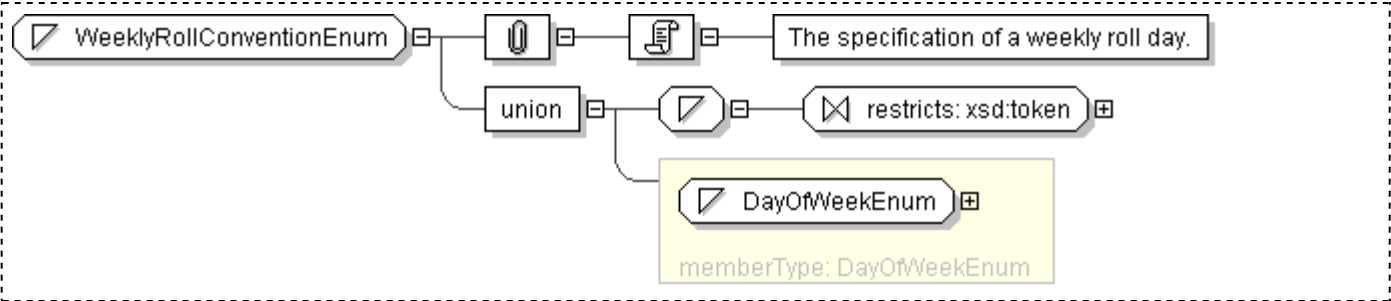 WeeklyRollConventionEnum
The specification of a weekly roll day.
union
restricts: xsd:token
DayOfWeekEnum
memberType: DayOfWeekEnum